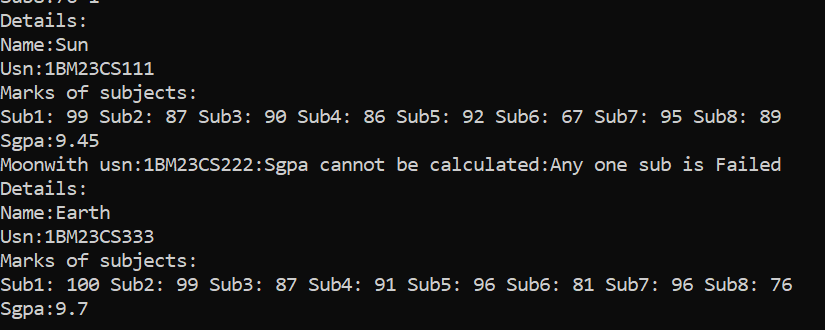 Details:
Name:Sun
Usn:1BM23CS111
Marks of subjects:
Sub1: 99 Sub2: 87 Sub3: 90 Sub4: 86 Sub5: 92 Sub6: 67 Sub7: 95 Sub8: 89
Sgpa:9.45
Moonwith usn:1BM23CS222:Sgpa cannot be calculated:Any one sub is Failed
Details:
Name:Earth
Usn:1BM23CS333
Marks of subjects:
Sub1: 100 Sub2: 99 Sub3: 87 Sub4: 91 Sub5: 96 Sub6: 81 Sub7: 96 Sub8: 76
Sgpa:9.7